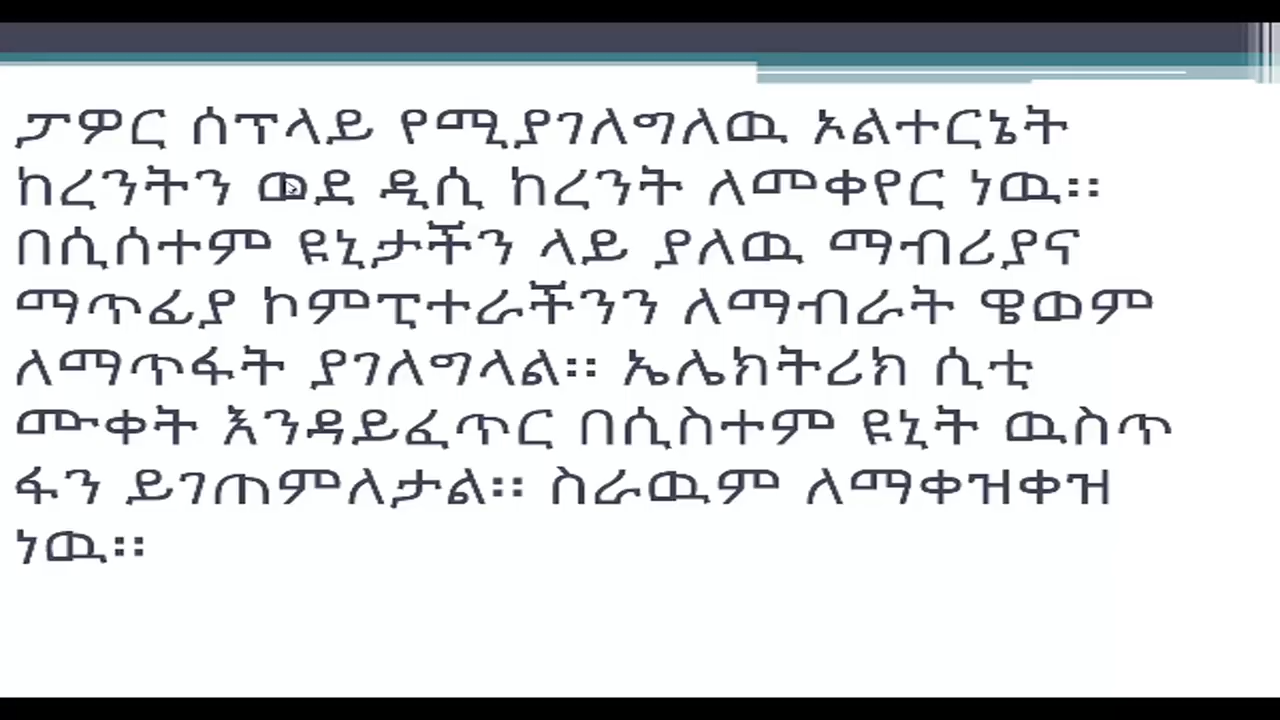 ፓዎር ሰፕላይ የሚያገለግለዉ ኦልተርኔት
ከረንትን ወደ ዲሲ ከረንት ለመቀየር ነዉ፡፡
በሲሰተም ዩኒታችን ላይ ያለዉ ማብሪያና
ማጥፊያ ኮምፒተራችንን ለማብራት ዌወም
ለማጥፋት ያገለግላል፡፡ ኤሌክትሪክ ሲቲ
ሙቀት እንዳይፈጥር በሲስተም ዩኒት ዉስጥ
ፋን ይገጠምለታል፡፡ ስራዉም ለማቀዝቀዝ
ነዉ፡፡